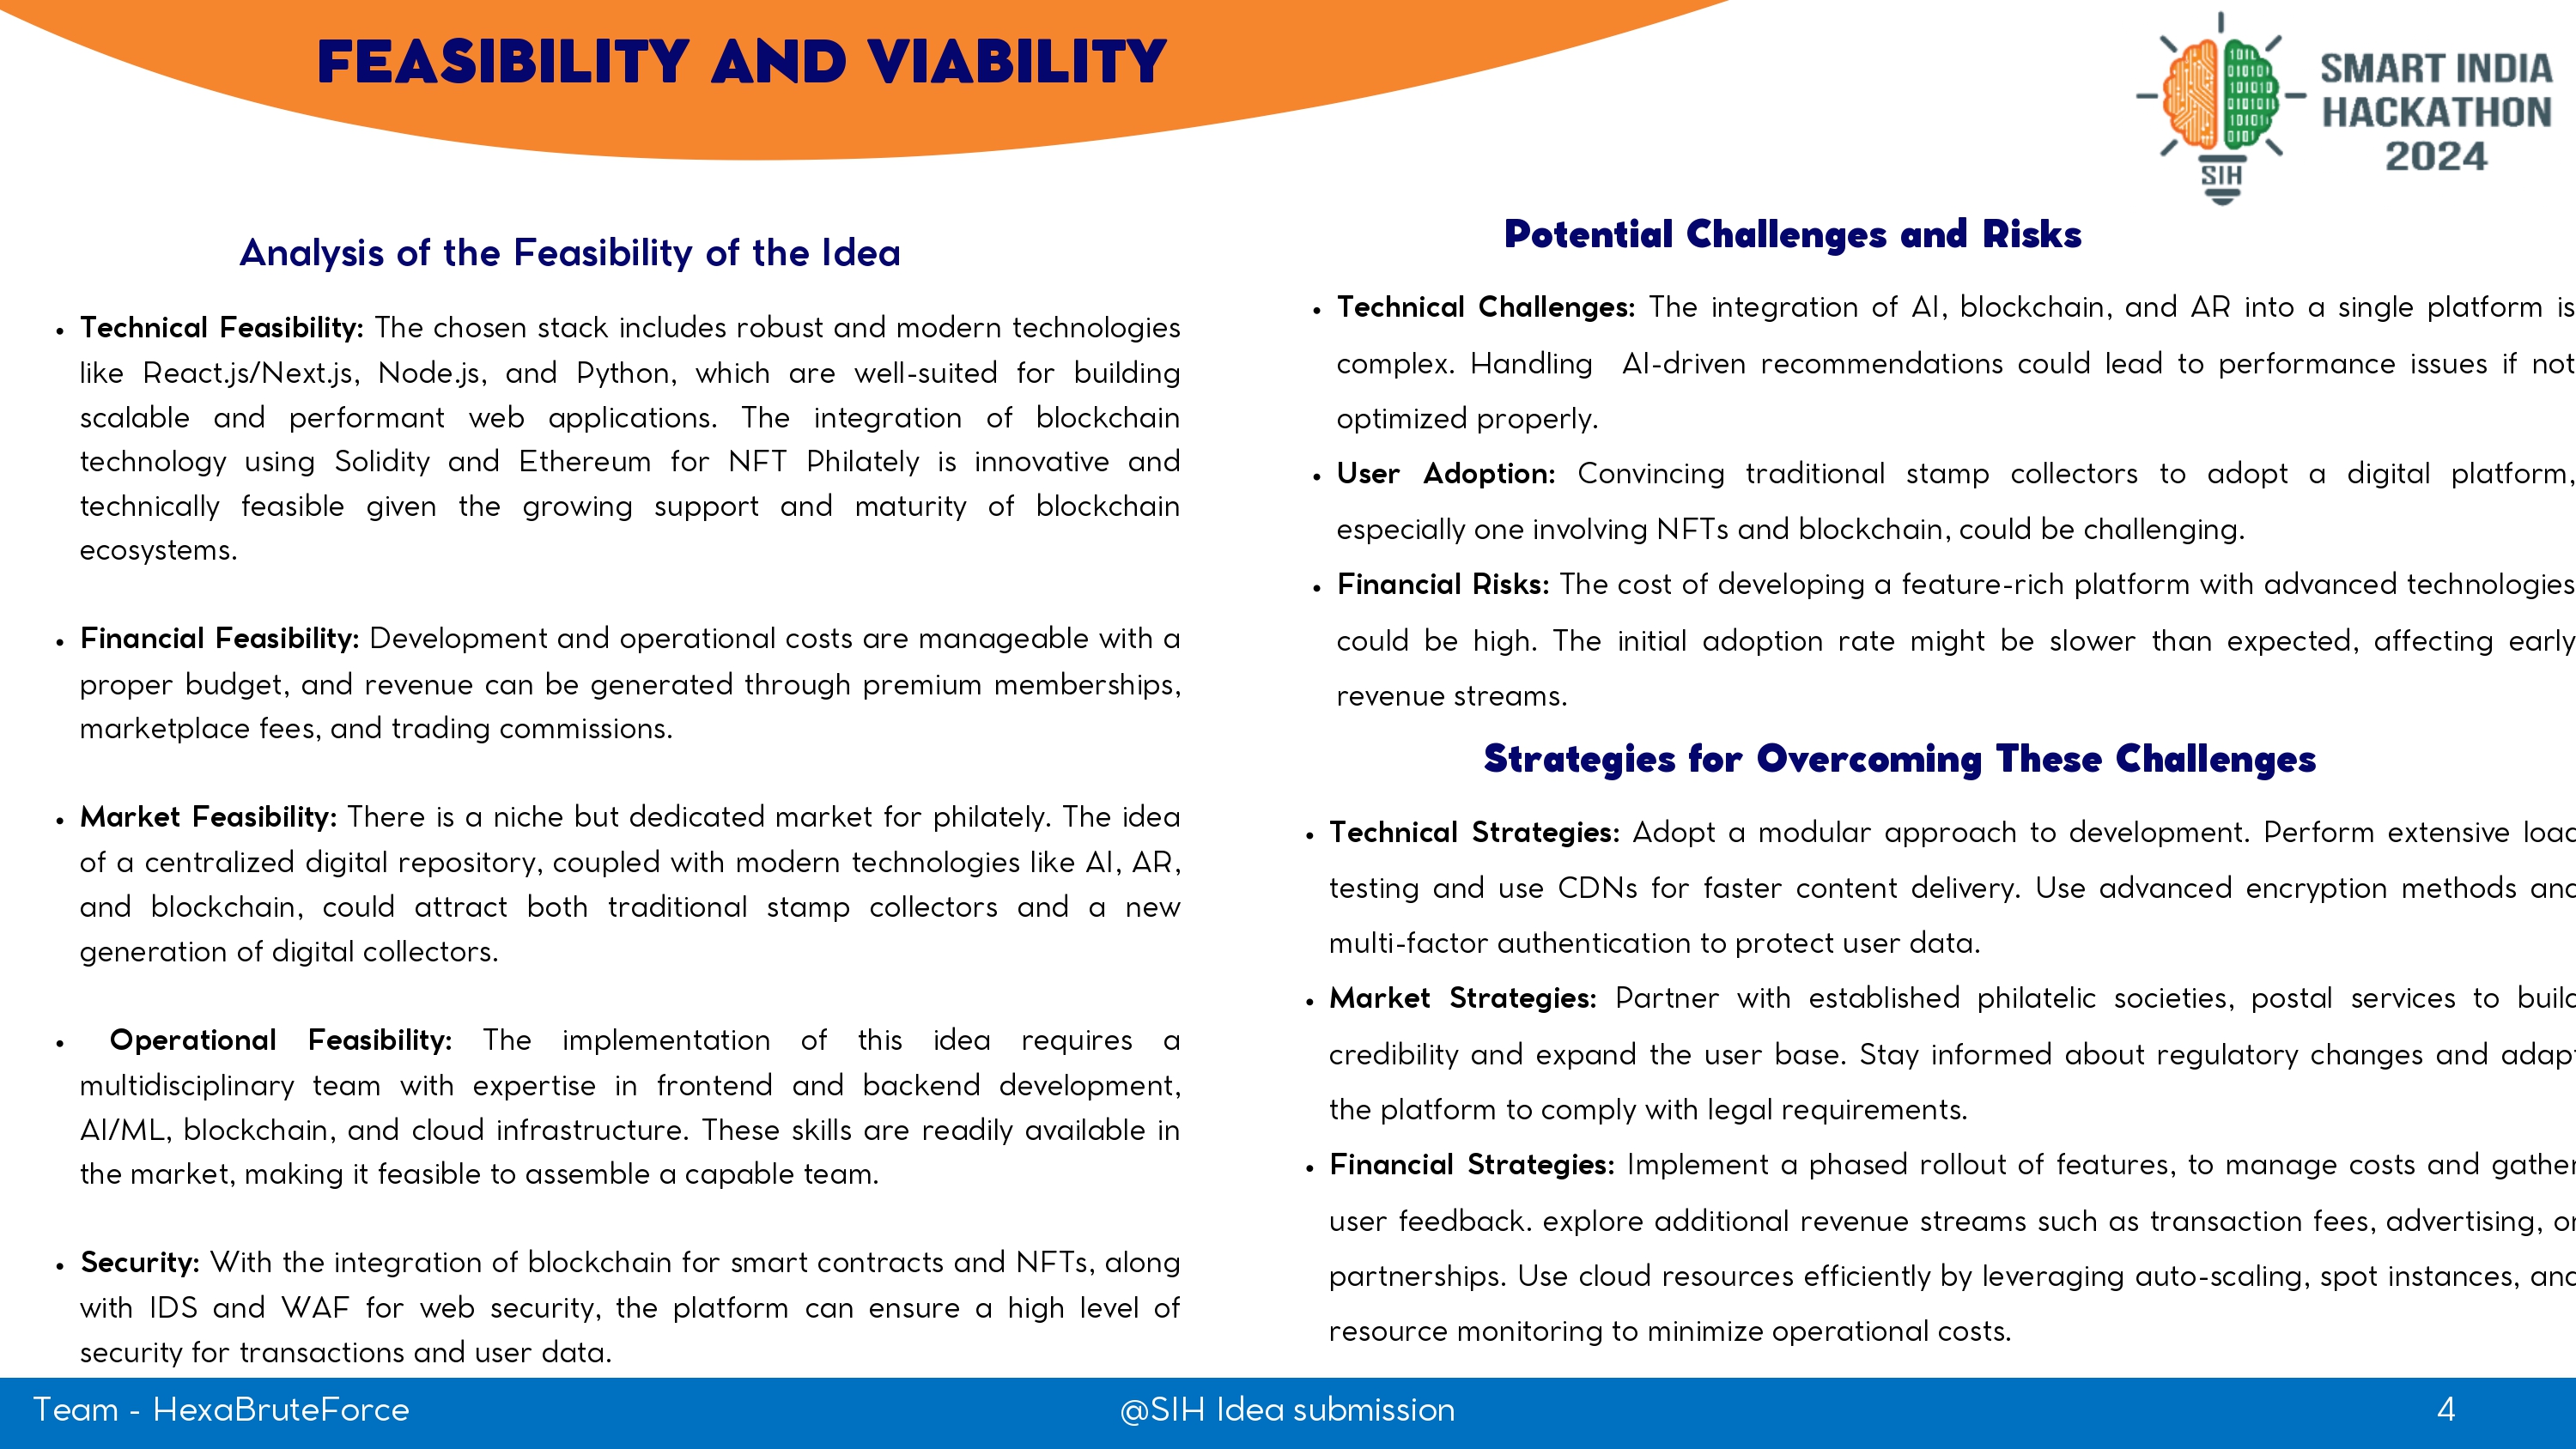 FEASIBILITY AND VIABILITY
SMART INDIA
HACKATHON
2024
SIH
Analysis of the Feasibility of the Idea
• Technical Feasibility: The chosen stack includes robust and modern technologies
like React.js/Next.js, Node.js, and Python, which are well-suited for building
scalable and performant web applications. The integration of blockchain
technology using Solidity and Ethereum for NFT Philately is innovative and
technically feasible given the growing support and maturity of blockchain
ecosystems.
• Financial Feasibility: Development and operational costs are manageable with a
proper budget, and revenue can be generated through premium memberships,
marketplace fees, and trading commissions.
• Market Feasibility: There is a niche but dedicated market for philately. The idea
of a centralized digital repository, coupled with modern technologies like AI, AR,
and blockchain, could attract both traditional stamp collectors and a new
generation of digital collectors.
• Operational Feasibility: The implementation of this idea requires a
multidisciplinary team with expertise in frontend and backend development,
AI/ML, blockchain, and cloud infrastructure. These skills are readily available in
the market, making it feasible to assemble a capable team.
• Security: With the integration of blockchain for smart contracts and NFTs, along
with IDS and WAF for web security, the platform can ensure a high level of
security for transactions and user data.
Potential Challenges and Risks
• Technical Challenges: The integration of AI, blockchain, and AR into a single platform is
complex. Handling AI-driven recommendations could lead to performance issues if not
optimized properly.
• User Adoption: Convincing traditional stamp collectors to adopt a digital platform,
especially one involving NFTs and blockchain, could be challenging.
• Financial Risks: The cost of developing a feature-rich platform with advanced technologies
could be high. The initial adoption rate might be slower than expected, affecting early
revenue streams.
Strategies for Overcoming These Challenges
• Technical Strategies: Adopt a modular approach to development. Perform extensive load
testing and use CDNs for faster content delivery. Use advanced encryption methods and
multi-factor authentication to protect user data.
• Market Strategies: Partner with established philatelic societies, postal services to build
credibility and expand the user base. Stay informed about regulatory changes and adapt
the platform to comply with legal requirements.
• Financial Strategies: Implement a phased rollout of features, to manage costs and gather
user feedback. explore additional revenue streams such as transaction fees, advertising, or
partnerships. Use cloud resources efficiently by leveraging auto-scaling, spot instances, and
resource monitoring to minimize operational costs.
Team - HexaBruteForce
@SIH Idea submission
4